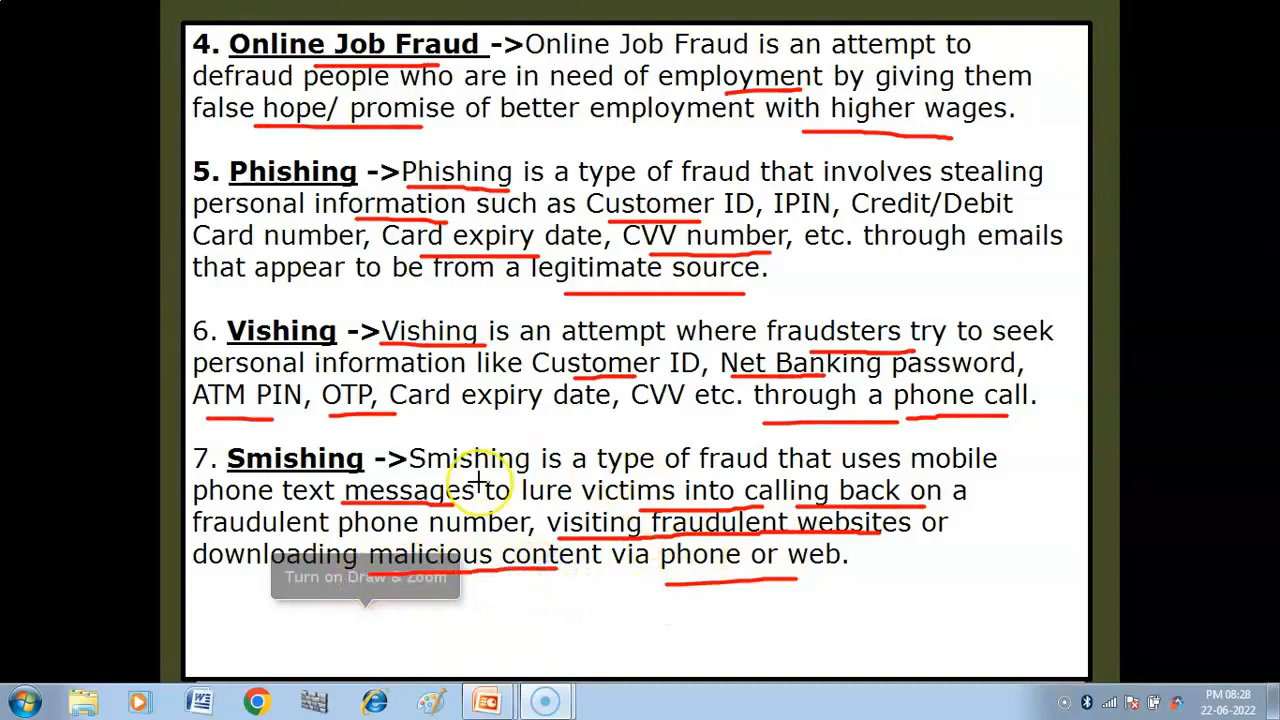 4. Online Job Fraud ->Online Job Fraud is an attempt to
defraud people who are in need of employment by giving them
false hope/ promise of better employment with higher wages.
5. Phishing ->Phishing is a type of fraud that involves stealing
personal information such as Customer ID, IPIN, Credit/Debit
Card number, Card expiry date, CVV number, etc. through emails
that appear to be from a legitimate source.
6. Vishing ->Vishing is an attempt where fraudsters try to seek
personal information like Customer ID, Net Banking password,
ATM PIN, OTP, Card expiry date, CVV etc. through a phone call.
7. Smishing ->Smishing is a type of fraud that uses mobile
phone text messages to lure victims into calling back on a
fraudulent phone number, visiting fraudulent websites or
downloading malicious content via phone or web.
Turn on Draw & Zoom
PM 08:28
22-06-2022